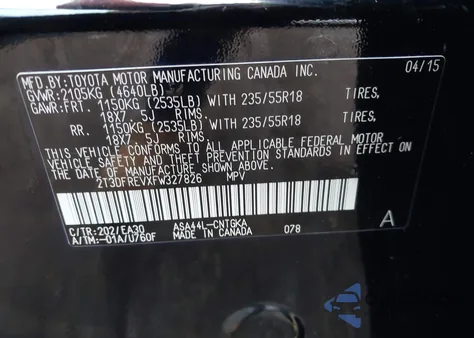 MFD.BY:TOYOTA MOTOR MANUFACTURING CANADA INC. 04/15
GVWR:2105KG (4640LB)
GAWR:FRT. 1150KG (2535LB) WITH 235/55R18 TIRES,
18X7.5J RIMS.
RR. 1150KG (2535LB) WITH 235/55R18 TIRES,
18X7.5J RIMS.
THIS VEHICLE CONFORMS TO ALL APPLICABLE FEDERAL MOTOR
VEHICLE SAFETY AND THEFT PREVENTION STANDARDS IN EFFECT ON
THE DATE OF MANUFACTURE SHOWN ABOVE.
2T3DFREVXFW327826 MPV
C/TR:202/EA30 ASA44L-CNTGKA A
A/TM:-01A/U760F MADE IN CANADA 078